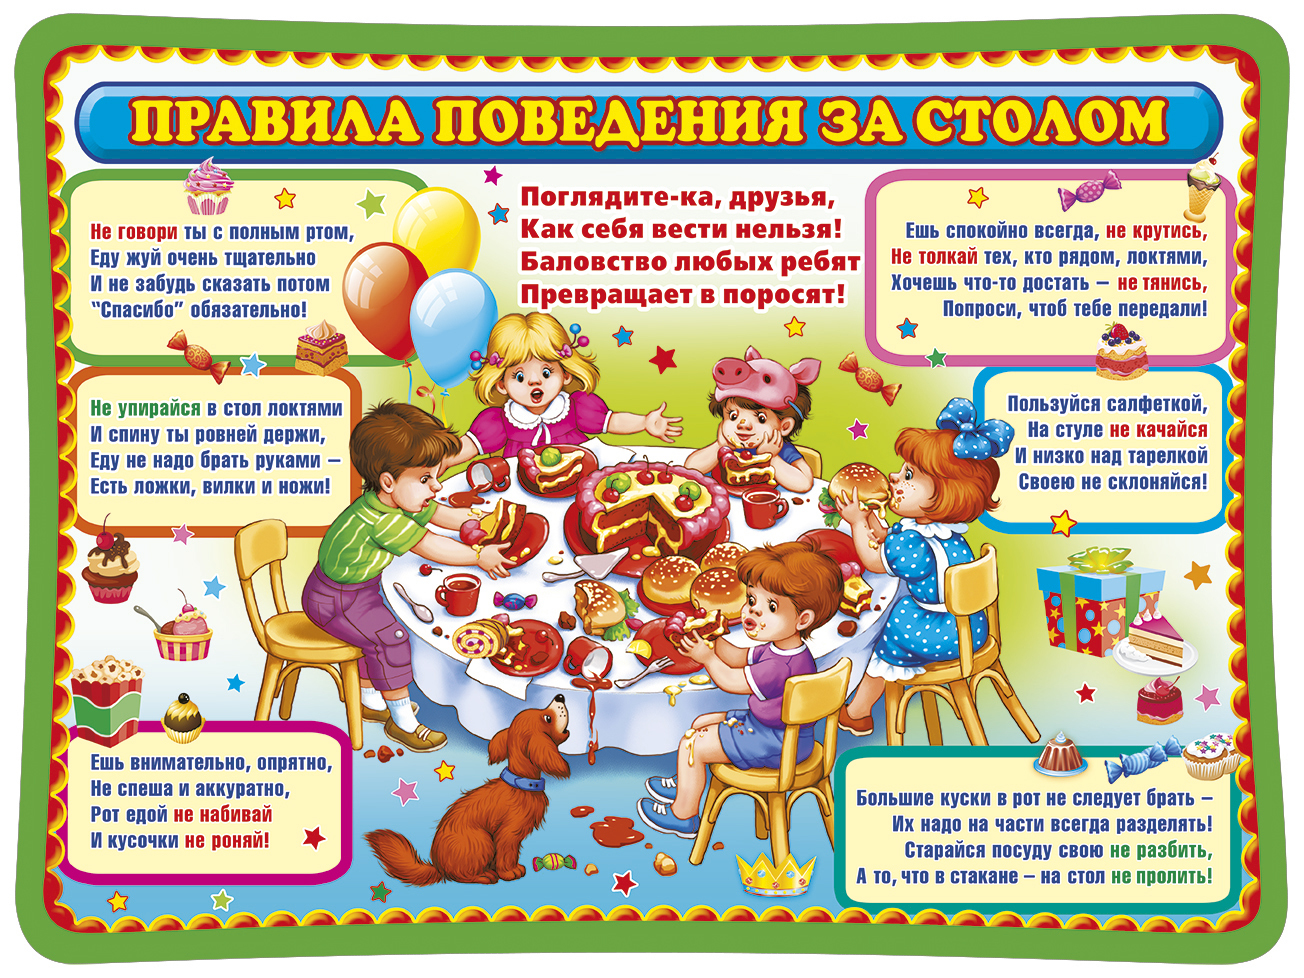 ПРАВИЛА ПОВЕДЕНИЯ ЗА СТОЛОМ
Поглядите-ка, друзья,
Как себя вести нельзя!
Баловство любых ребят
Превращает в поросят!
Не говори ты с полным ртом,
Еду жуй очень тщательно
И не забудь сказать потом
“Спасибо” обязательно!
Не упирайся в стол локтями
И спину ты ровней держи,
Еду не надо брать руками –
Есть ложки, вилки и ножи!
Ешь внимательно, опрятно,
Не спеша и аккуратно,
Рот едой не набивай
И кусочки не роняй!
Ешь спокойно всегда, не крутись,
Не толкай тех, кто рядом, локтями,
Хочешь что-то достать – не тянись,
Попроси, чтоб тебе передали!
Пользуйся салфеткой,
На стуле не качайся
И низко над тарелкой
Своею не склоняйся!
Большие куски в рот не следует брать –
Их надо на части всегда разделять!
Старайся посуду свою не разбить,
А то, что в стакане – на стол не пролить!